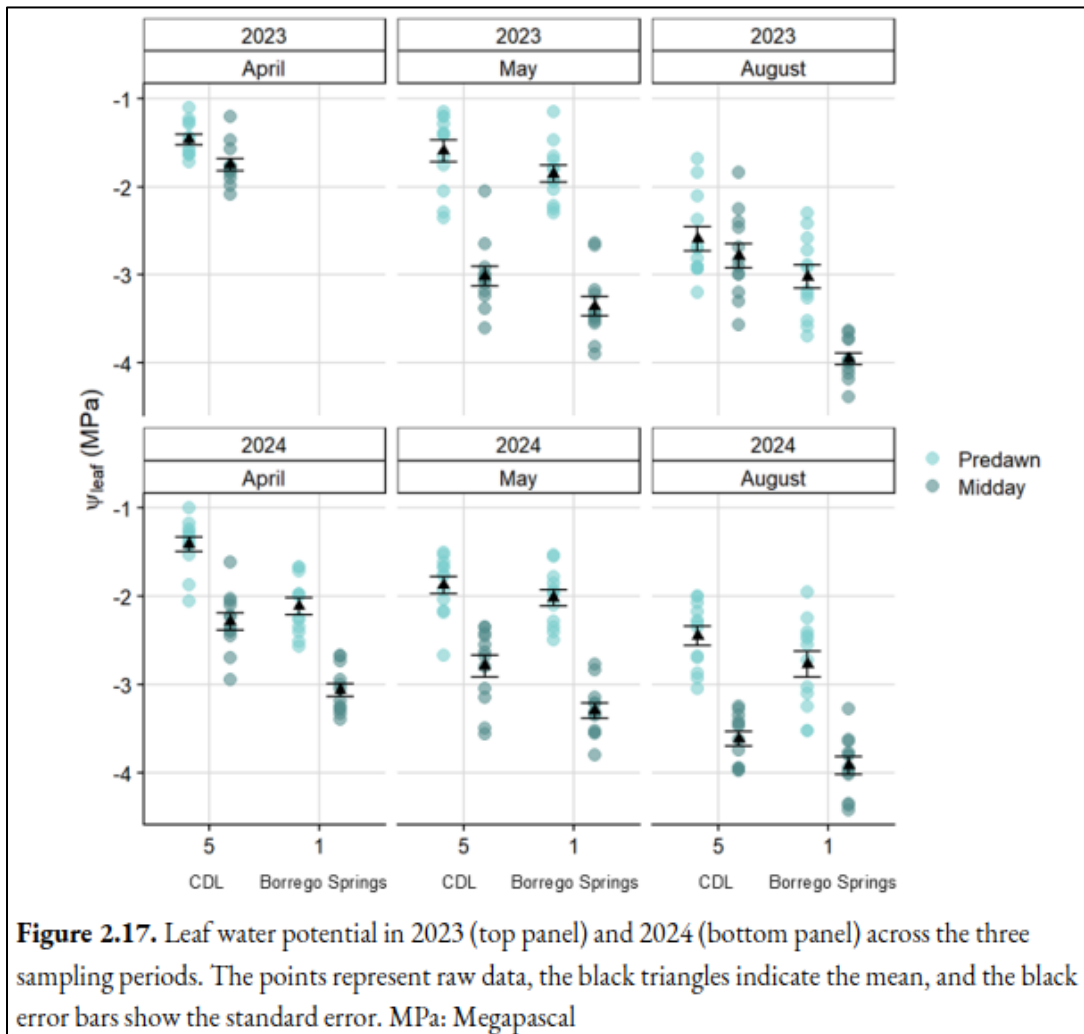 2023 2023 2023
April May August
-1
-2
-3
-4
Ψleaf (MPa)
2024 2024 2024
April May August
Predawn
Midday
-1
-2
-3
-4
5 1 5 1 5 1
CDL Borrego Springs CDL Borrego Springs CDL Borrego Springs
Figure 2.17. Leaf water potential in 2023 (top panel) and 2024 (bottom panel) across the three
sampling periods. The points represent raw data, the black triangles indicate the mean, and the black
error bars show the standard error. MPa: Megapascal